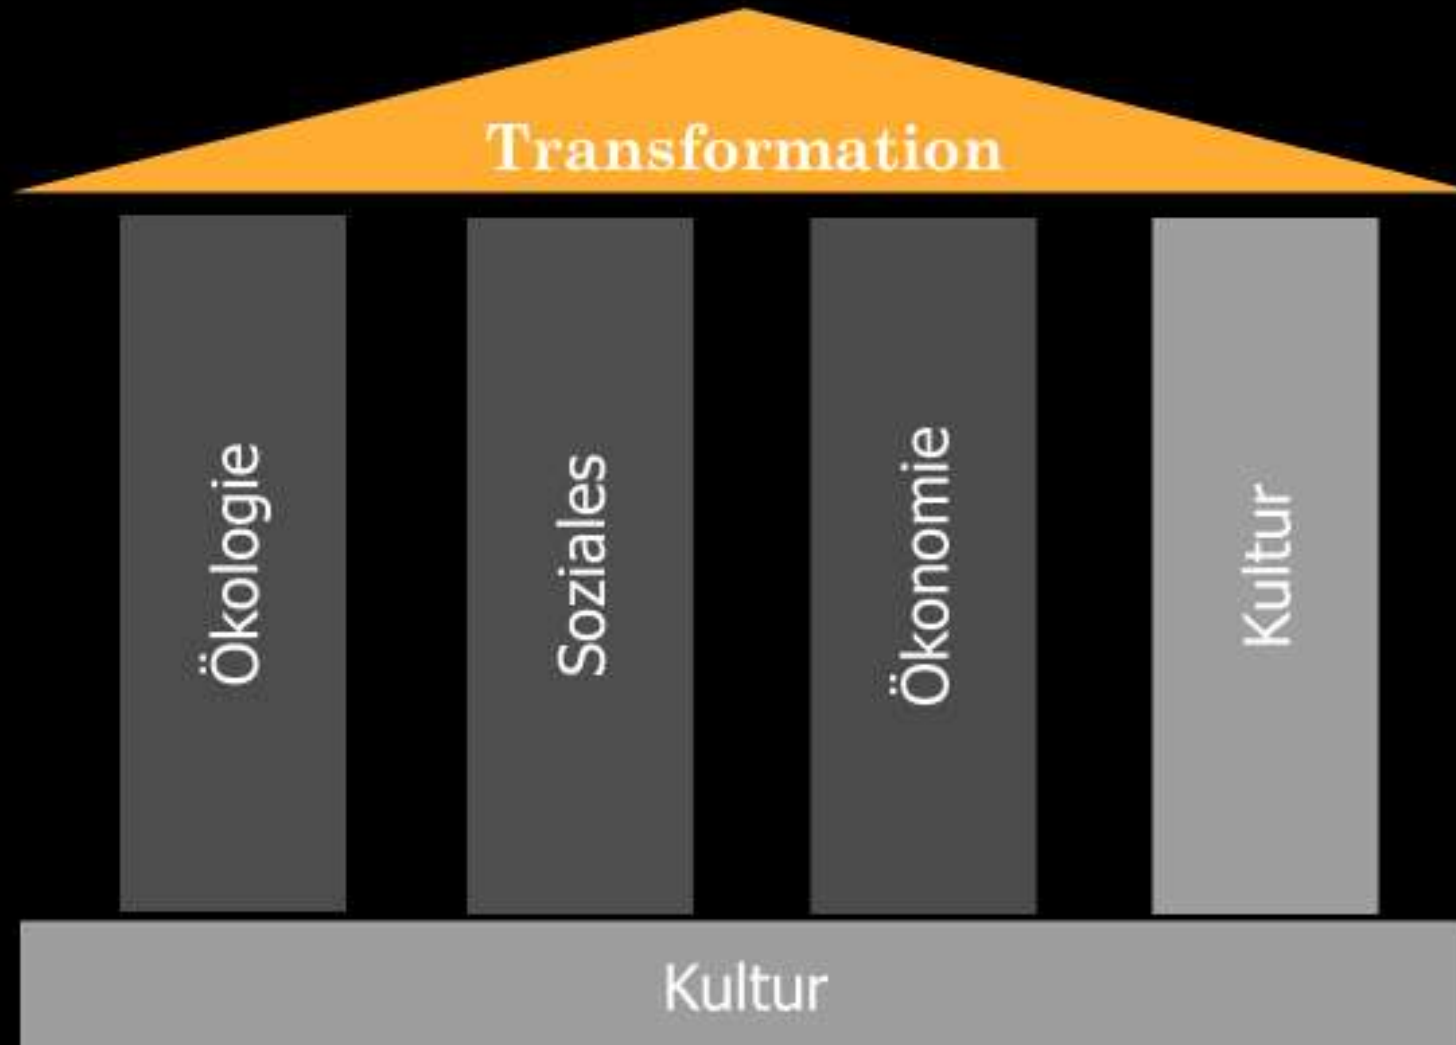 Transformation
Ökologie
Soziales
Ökonomie
Kultur
Kultur